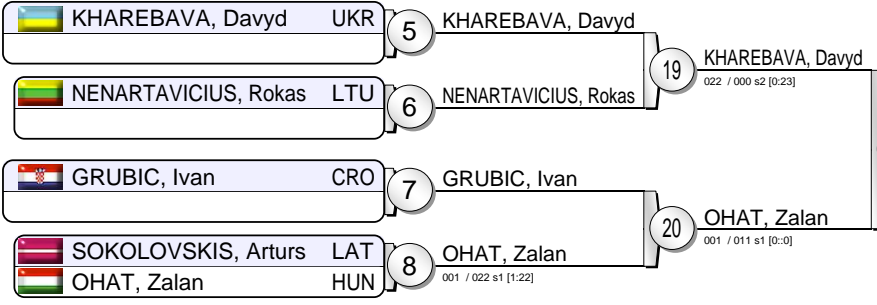 KHAREBAVA, Davyd UKR
5
KHAREBAVA, Davyd
19
KHAREBAVA, Davyd
022 / 000 s2 [0:23]
NENARTAVICIUS, Rokas LTU
6
NENARTAVICIUS, Rokas
GRUBIC, Ivan CRO
7
GRUBIC, Ivan
20
OHAT, Zalan
001 / 011 s1 [0::0]
SOKOLOVSKIS, Arturs LAT
OHAT, Zalan HUN
8
OHAT, Zalan
001 / 022 s1 [1:22]